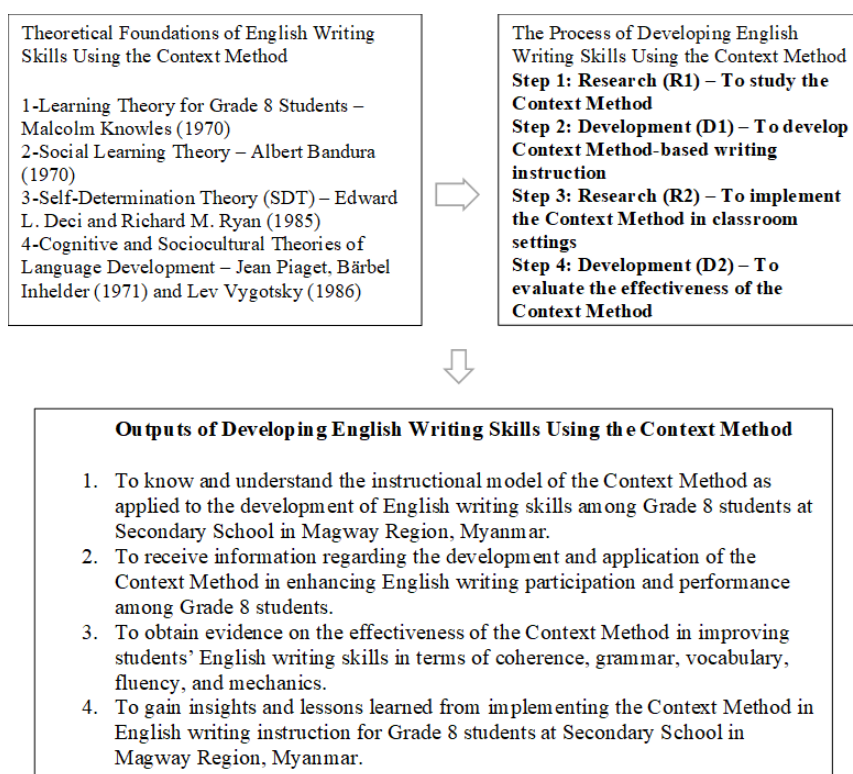 Theoretical Foundations of English Writing
Skills Using the Context Method
1-Learning Theory for Grade 8 Students –
Malcolm Knowles (1970)
2-Social Learning Theory – Albert Bandura
(1970)
3-Self-Determination Theory (SDT) – Edward
L. Deci and Richard M. Ryan (1985)
4-Cognitive and Sociocultural Theories of
Language Development – Jean Piaget, Bärbel
Inhelder (1971) and Lev Vygotsky (1986)
The Process of Developing English
Writing Skills Using the Context Method
Step 1: Research (R1) – To study the
Context Method
Step 2: Development (D1) – To develop
Context Method-based writing
instruction
Step 3: Research (R2) – To implement
the Context Method in classroom
settings
Step 4: Development (D2) – To
evaluate the effectiveness of the
Context Method
Outputs of Developing English Writing Skills Using the Context Method
1. To know and understand the instructional model of the Context Method as
applied to the development of English writing skills among Grade 8 students at
Secondary School in Magway Region, Myanmar.
2. To receive information regarding the development and application of the
Context Method in enhancing English writing participation and performance
among Grade 8 students.
3. To obtain evidence on the effectiveness of the Context Method in improving
students’ English writing skills in terms of coherence, grammar, vocabulary,
fluency, and mechanics.
4. To gain insights and lessons learned from implementing the Context Method in
English writing instruction for Grade 8 students at Secondary School in
Magway Region, Myanmar.